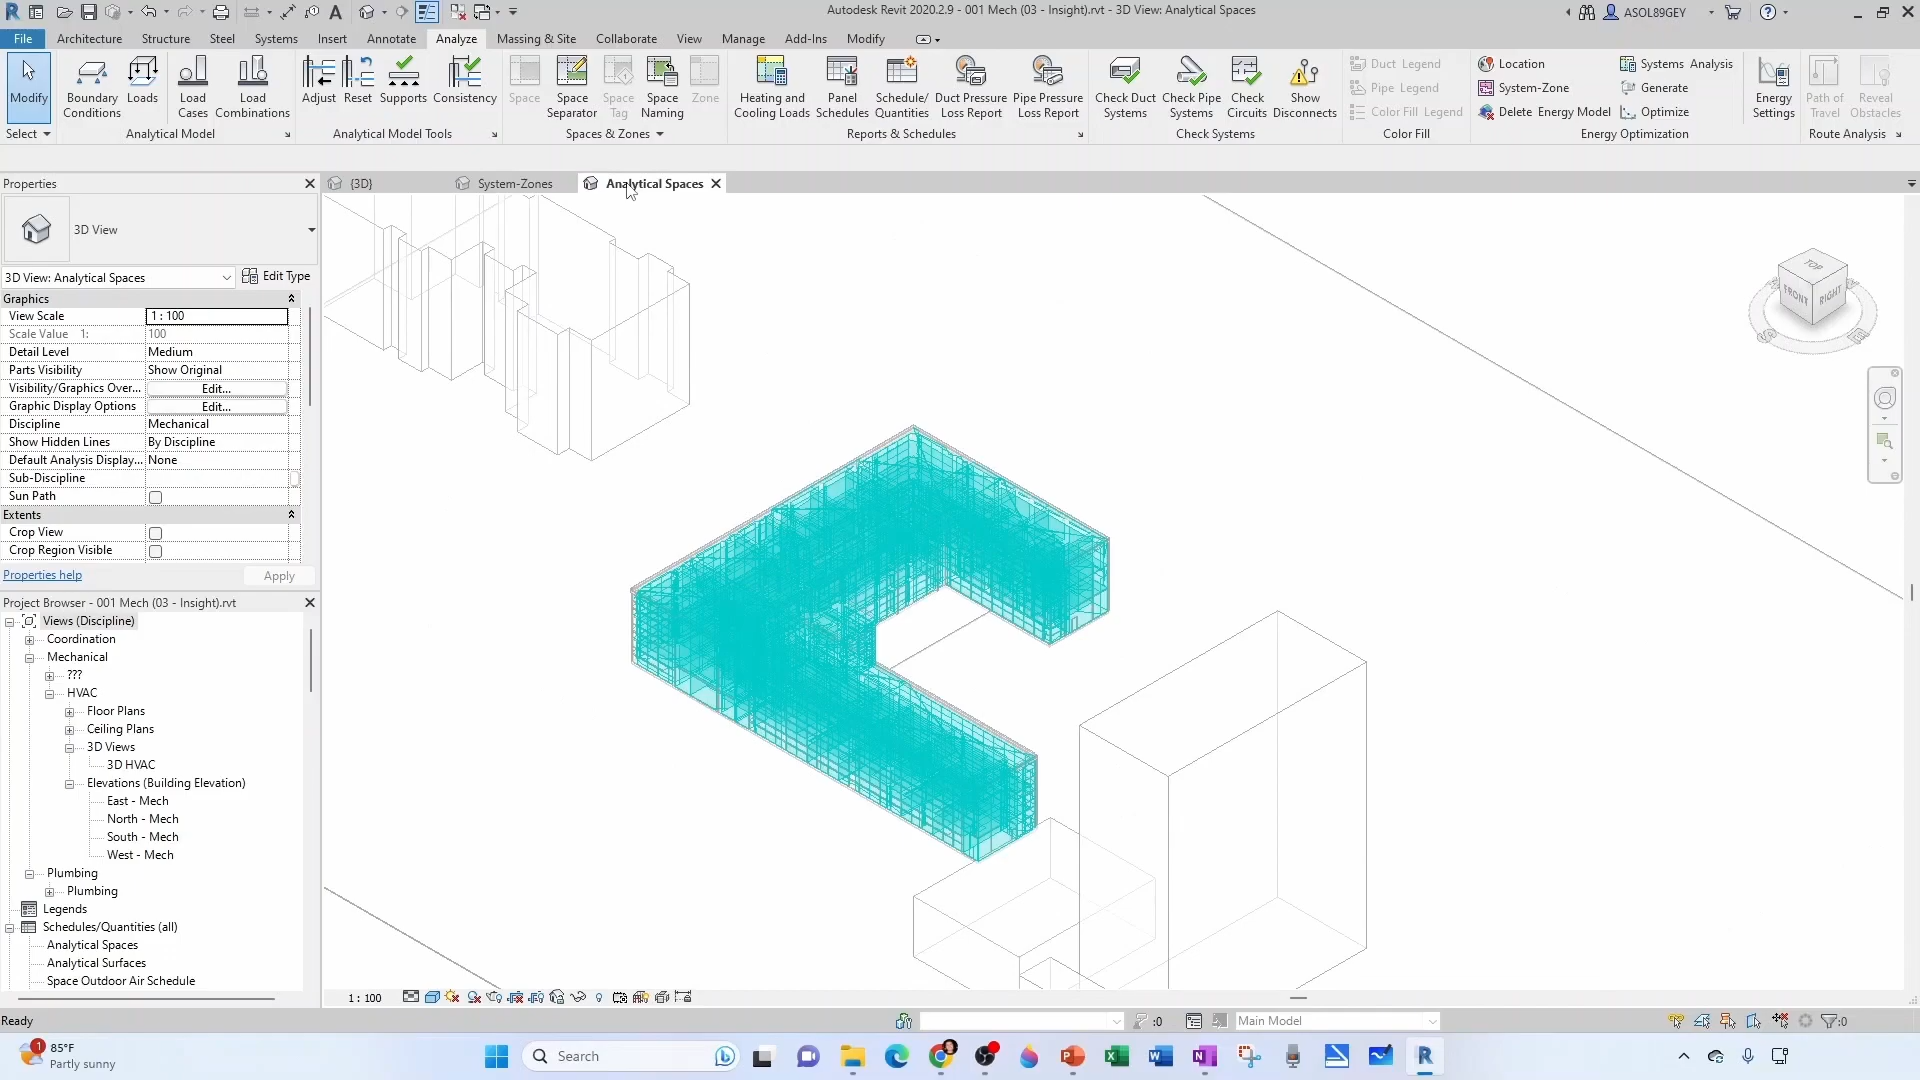 Autodesk Revit 2020.2.9 - 001 Mech (03 - Insight).rvt - 3D View: Analytical Spaces
ASOL89GEY
File
Architecture
Structure
Steel
Systems
Insert
Annotate
Analyze
Massing & Site
Collaborate
View
Manage
Add-Ins
Modify
Modify
Boundary Conditions
Loads
Load Cases
Load Combinations
Adjust
Reset
Supports
Consistency
Space
Space Separator
Space Tag
Space Naming
Zone
Heating and Cooling Loads
Panel Schedules
Schedule/ Quantities
Duct Pressure Loss Report
Pipe Pressure Loss Report
Check Duct Systems
Check Pipe Systems
Check Circuits
Show Disconnects
Duct Legend
Pipe Legend
Color Fill Legend
Location
System-Zone
Delete Energy Model
Systems Analysis
Generate
Optimize
Energy Settings
Path of Travel
Reveal Obstacles
Select
Analytical Model
Analytical Model Tools
Spaces & Zones
Reports & Schedules
Check Systems
Color Fill
Energy Optimization
Route Analysis
Properties
{3D}
System-Zones
Analytical Spaces
3D View
3D View: Analytical Spaces
Edit Type
Graphics
View Scale 1 : 100
Scale Value 1: 100
Detail Level Medium
Parts Visibility Show Original
Visibility/Graphics Over... Edit...
Graphic Display Options Edit...
Discipline Mechanical
Show Hidden Lines By Discipline
Default Analysis Display... None
Sub-Discipline
Sun Path
Extents
Crop View
Crop Region Visible
Properties help
Apply
Project Browser - 001 Mech (03 - Insight).rvt
Views (Discipline)
Coordination
Mechanical
???
HVAC
Floor Plans
Ceiling Plans
3D Views
3D HVAC
Elevations (Building Elevation)
East - Mech
North - Mech
South - Mech
West - Mech
Plumbing
Plumbing
Legends
Schedules/Quantities (all)
Analytical Spaces
Analytical Surfaces
Space Outdoor Air Schedule
TOP
FRONT
RIGHT
1 : 100
Ready
:0
Main Model
:0
1
85°F
Partly sunny
Search